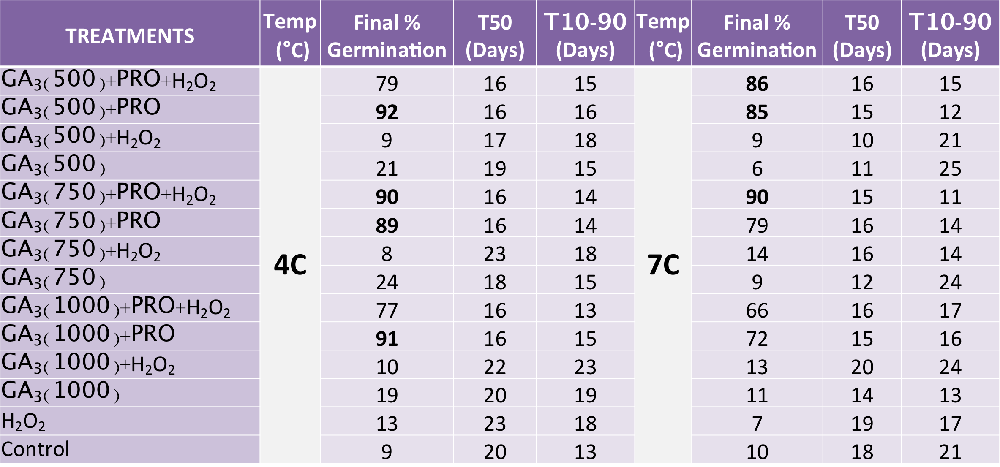 TREATMENTS Temp (°C) Final % Germination T50 (Days) T10-90 (Days) Temp (°C) Final % Germination T50 (Days) T10-90 (Days)
GA₃(500)+PRO+H₂O₂ 79 16 15 86 16 15
GA₃(500)+PRO 92 16 16 85 15 12
GA₃(500)+H₂O₂ 9 17 18 9 10 21
GA₃(500) 21 19 15 6 11 25
GA₃(750)+PRO+H₂O₂ 90 16 14 90 15 11
GA₃(750)+PRO 89 16 14 79 16 14
GA₃(750)+H₂O₂ 4C 8 23 18 7C 14 16 14
GA₃(750) 24 18 15 9 12 24
GA₃(1000)+PRO+H₂O₂ 77 16 13 66 16 17
GA₃(1000)+PRO 91 16 15 72 15 16
GA₃(1000)+H₂O₂ 10 22 23 13 20 24
GA₃(1000) 19 20 19 11 14 13
H₂O₂ 13 23 18 7 19 17
Control 9 20 13 10 18 21